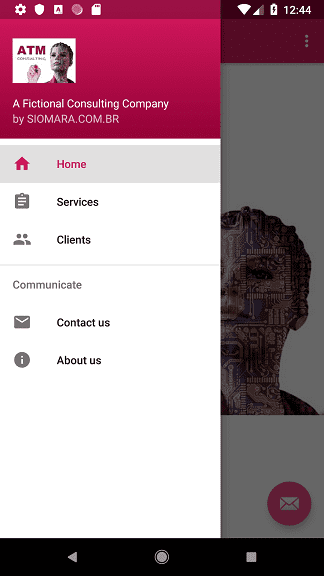 12:44
ATM
CONSULTING
A Fictional Consulting Company
by SIOMARA.COM.BR
Home
Services
Clients
Communicate
Contact us
About us